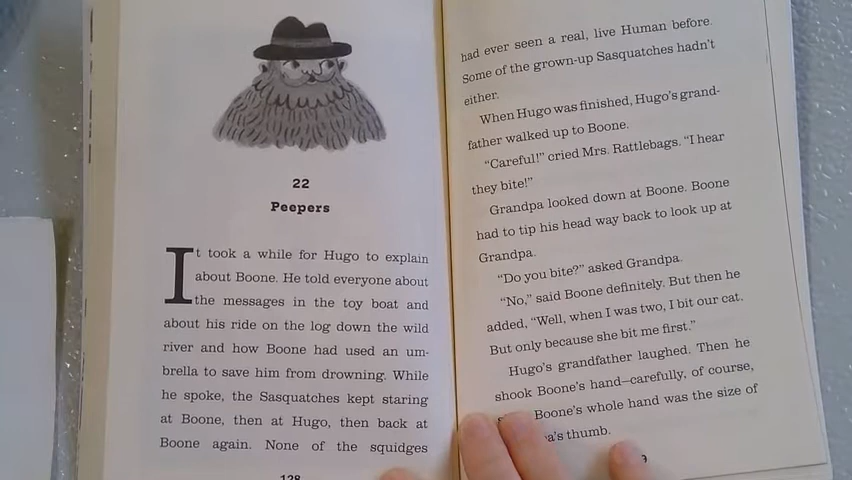 22
Peepers
It took a while for Hugo to explain
about Boone. He told everyone about
the messages in the toy boat and
about his ride on the log down the wild
river and how Boone had used an um-
brella to save him from drowning. While
he spoke, the Sasquatches kept staring
at Boone, then at Hugo, then back at
Boone again. None of the squidges
128
had ever seen a real, live Human before.
Some of the grown-up Sasquatches hadn't
either.
When Hugo was finished, Hugo's grand-
father walked up to Boone.
"Careful!" cried Mrs. Rattlebags. "I hear
they bite!"
Grandpa looked down at Boone. Boone
had to tip his head way back to look up at
Grandpa.
"Do you bite?" asked Grandpa.
"No," said Boone definitely. But then he
added, "Well, when I was two, I bit our cat.
But only because she bit me first."
Hugo's grandfather laughed. Then he
shook Boone's hand—carefully, of course,
Boone's whole hand was the size of
thumb.